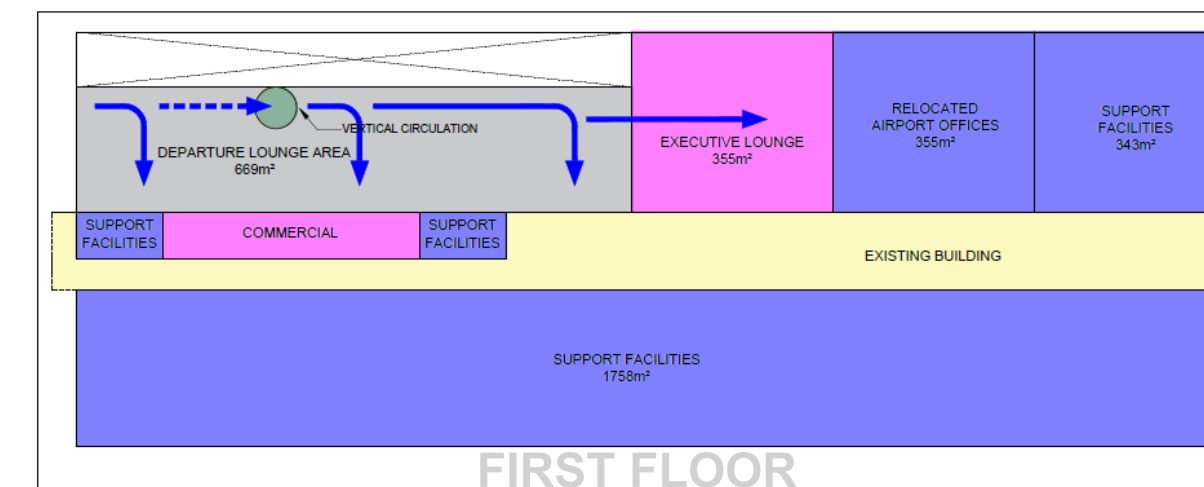 VERTICAL CIRCULATION
DEPARTURE LOUNGE AREA
669m²
EXECUTIVE LOUNGE
355m²
RELOCATED
AIRPORT OFFICES
355m²
SUPPORT
FACILITIES
343m²
SUPPORT
FACILITIES
COMMERCIAL
SUPPORT
FACILITIES
EXISTING BUILDING
SUPPORT FACILITIES
1758m²
FIRST FLOOR